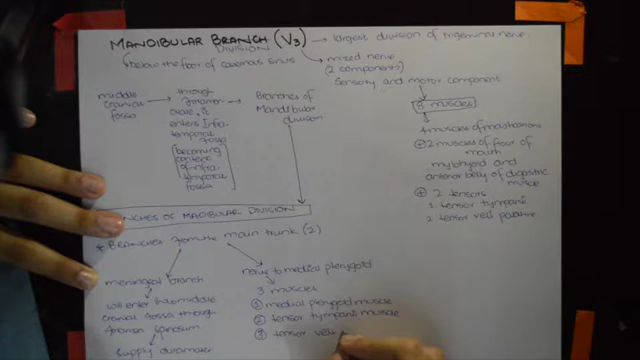 MANDIBULAR BRANCH (V3) → largest division of trigeminal nerve.
DIVISION
below the floor of cavernous sinus
mixed nerve
(2 components)
Sensory and motor component
8 muscles
4 muscles of mastication
+ 2 muscles of floor of
mouth
mylohyoid and
anterior belly of digastric
muscle
+ 2 tensors
1 tensor tympani
2 tensor veli palatine
middle
cranial
fossa
through
foramen
ovale, it
enters infra-
temporal
fossa
becoming
content
of infra-
temporal
fossa
Branches of
Mandibular
division
NCHES OF MADIBULAR DIVISION
* BRANCHES from the main trunk (2)
meningeal branch
will enter into middle
cranial fossa through
foramen spinosum
supply duramater
nerve to medial pterygoid
3 muscles
① medial pterygoid muscle
② tensor tympani muscle
③ tensor veli